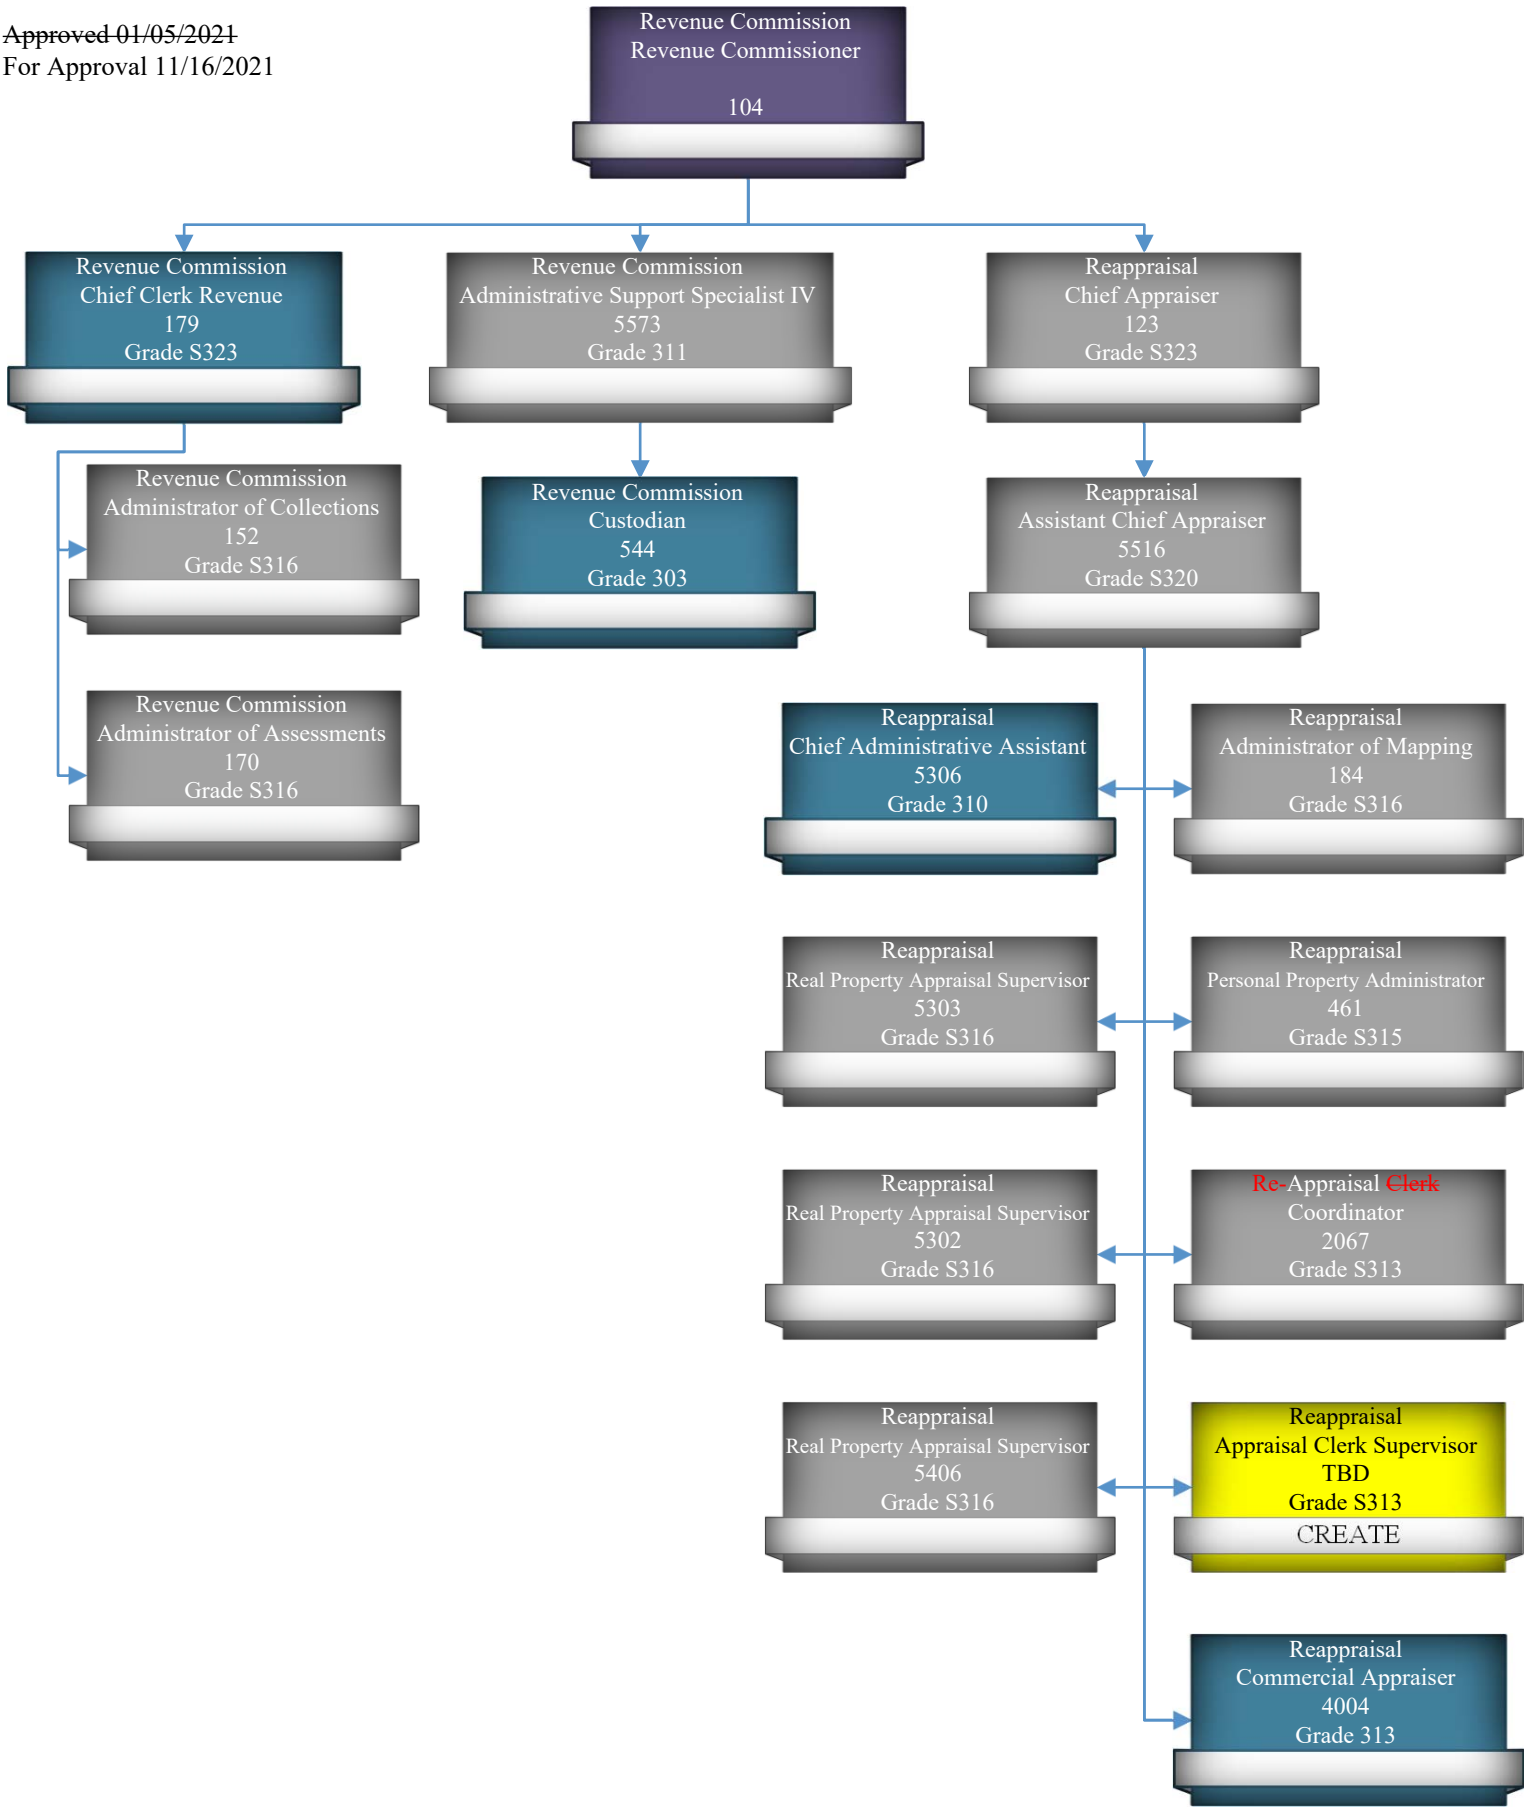 Approved 01/05/2021
For Approval 11/16/2021
Revenue Commission
Revenue Commissioner
104
Revenue Commission
Chief Clerk Revenue
179
Grade S323
Revenue Commission
Administrative Support Specialist IV
5573
Grade 311
Reappraisal
Chief Appraiser
123
Grade S323
Revenue Commission
Administrator of Collections
152
Grade S316
Revenue Commission
Custodian
544
Grade 303
Reappraisal
Assistant Chief Appraiser
5516
Grade S320
Revenue Commission
Administrator of Assessments
170
Grade S316
Reappraisal
Chief Administrative Assistant
5306
Grade 310
Reappraisal
Administrator of Mapping
184
Grade S316
Reappraisal
Real Property Appraisal Supervisor
5303
Grade S316
Reappraisal
Personal Property Administrator
461
Grade S315
Reappraisal
Real Property Appraisal Supervisor
5302
Grade S316
Re-Appraisal Clerk
Coordinator
2067
Grade S313
Reappraisal
Real Property Appraisal Supervisor
5406
Grade S316
Reappraisal
Appraisal Clerk Supervisor
TBD
Grade S313
CREATE
Reappraisal
Commercial Appraiser
4004
Grade 313